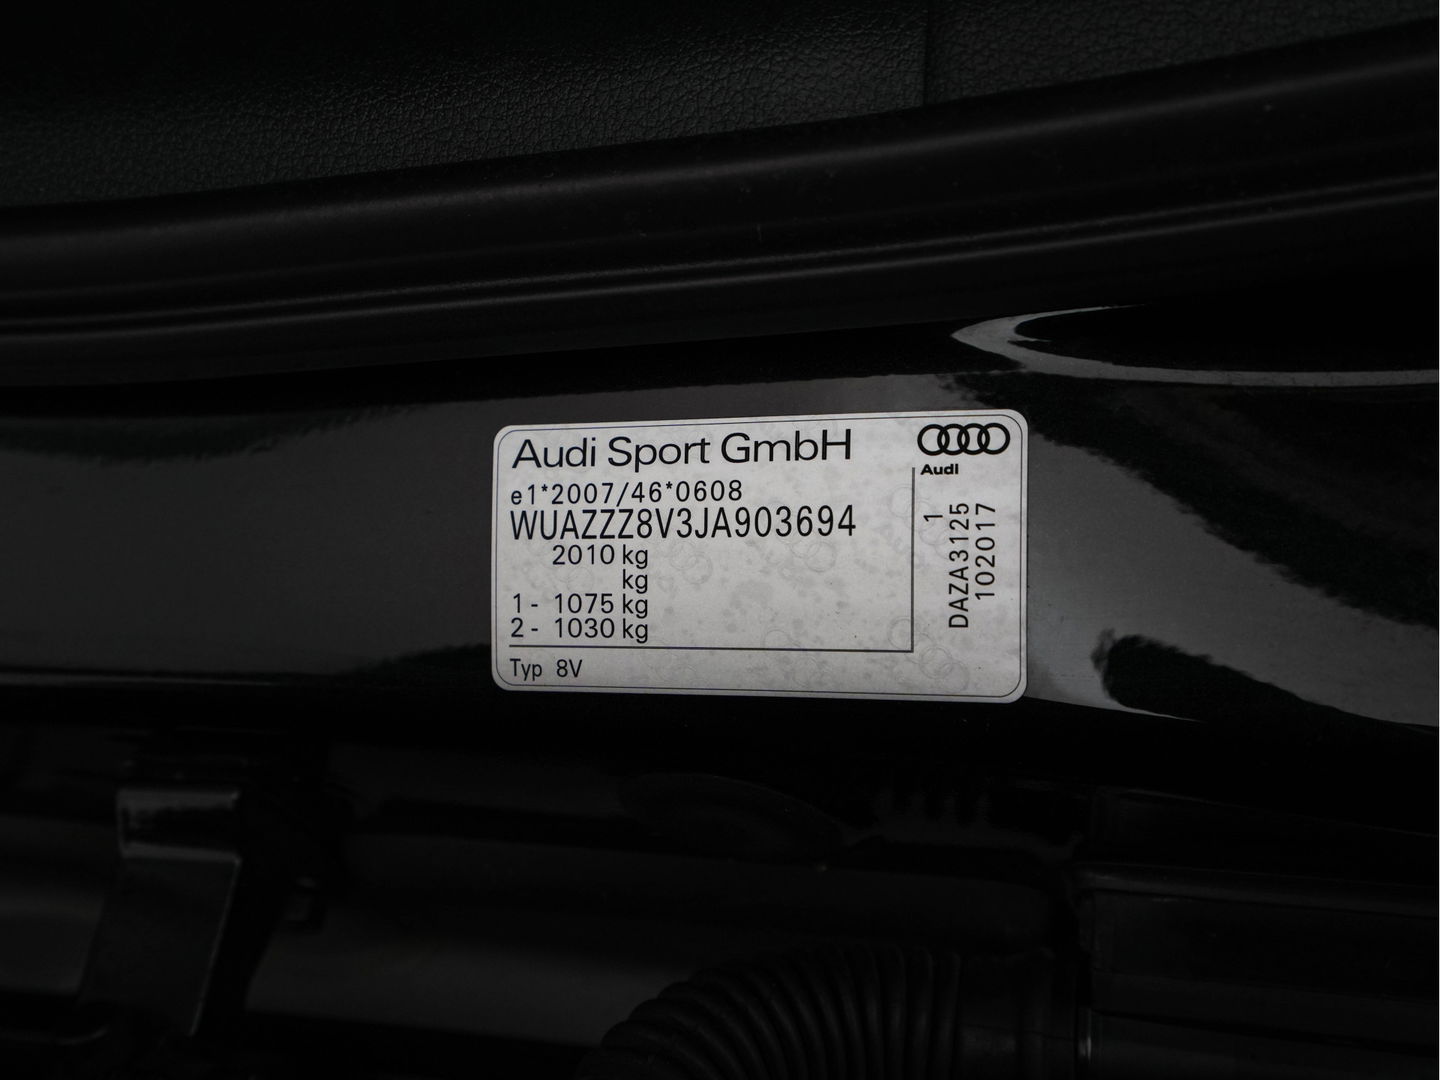 Audi Sport GmbH
Audi
e1*2007/46*0608
WUAZZZ8V3JA903694
2010 kg
kg
1 - 1075 kg
2 - 1030 kg
Typ 8V
1
DAZA3125
102017